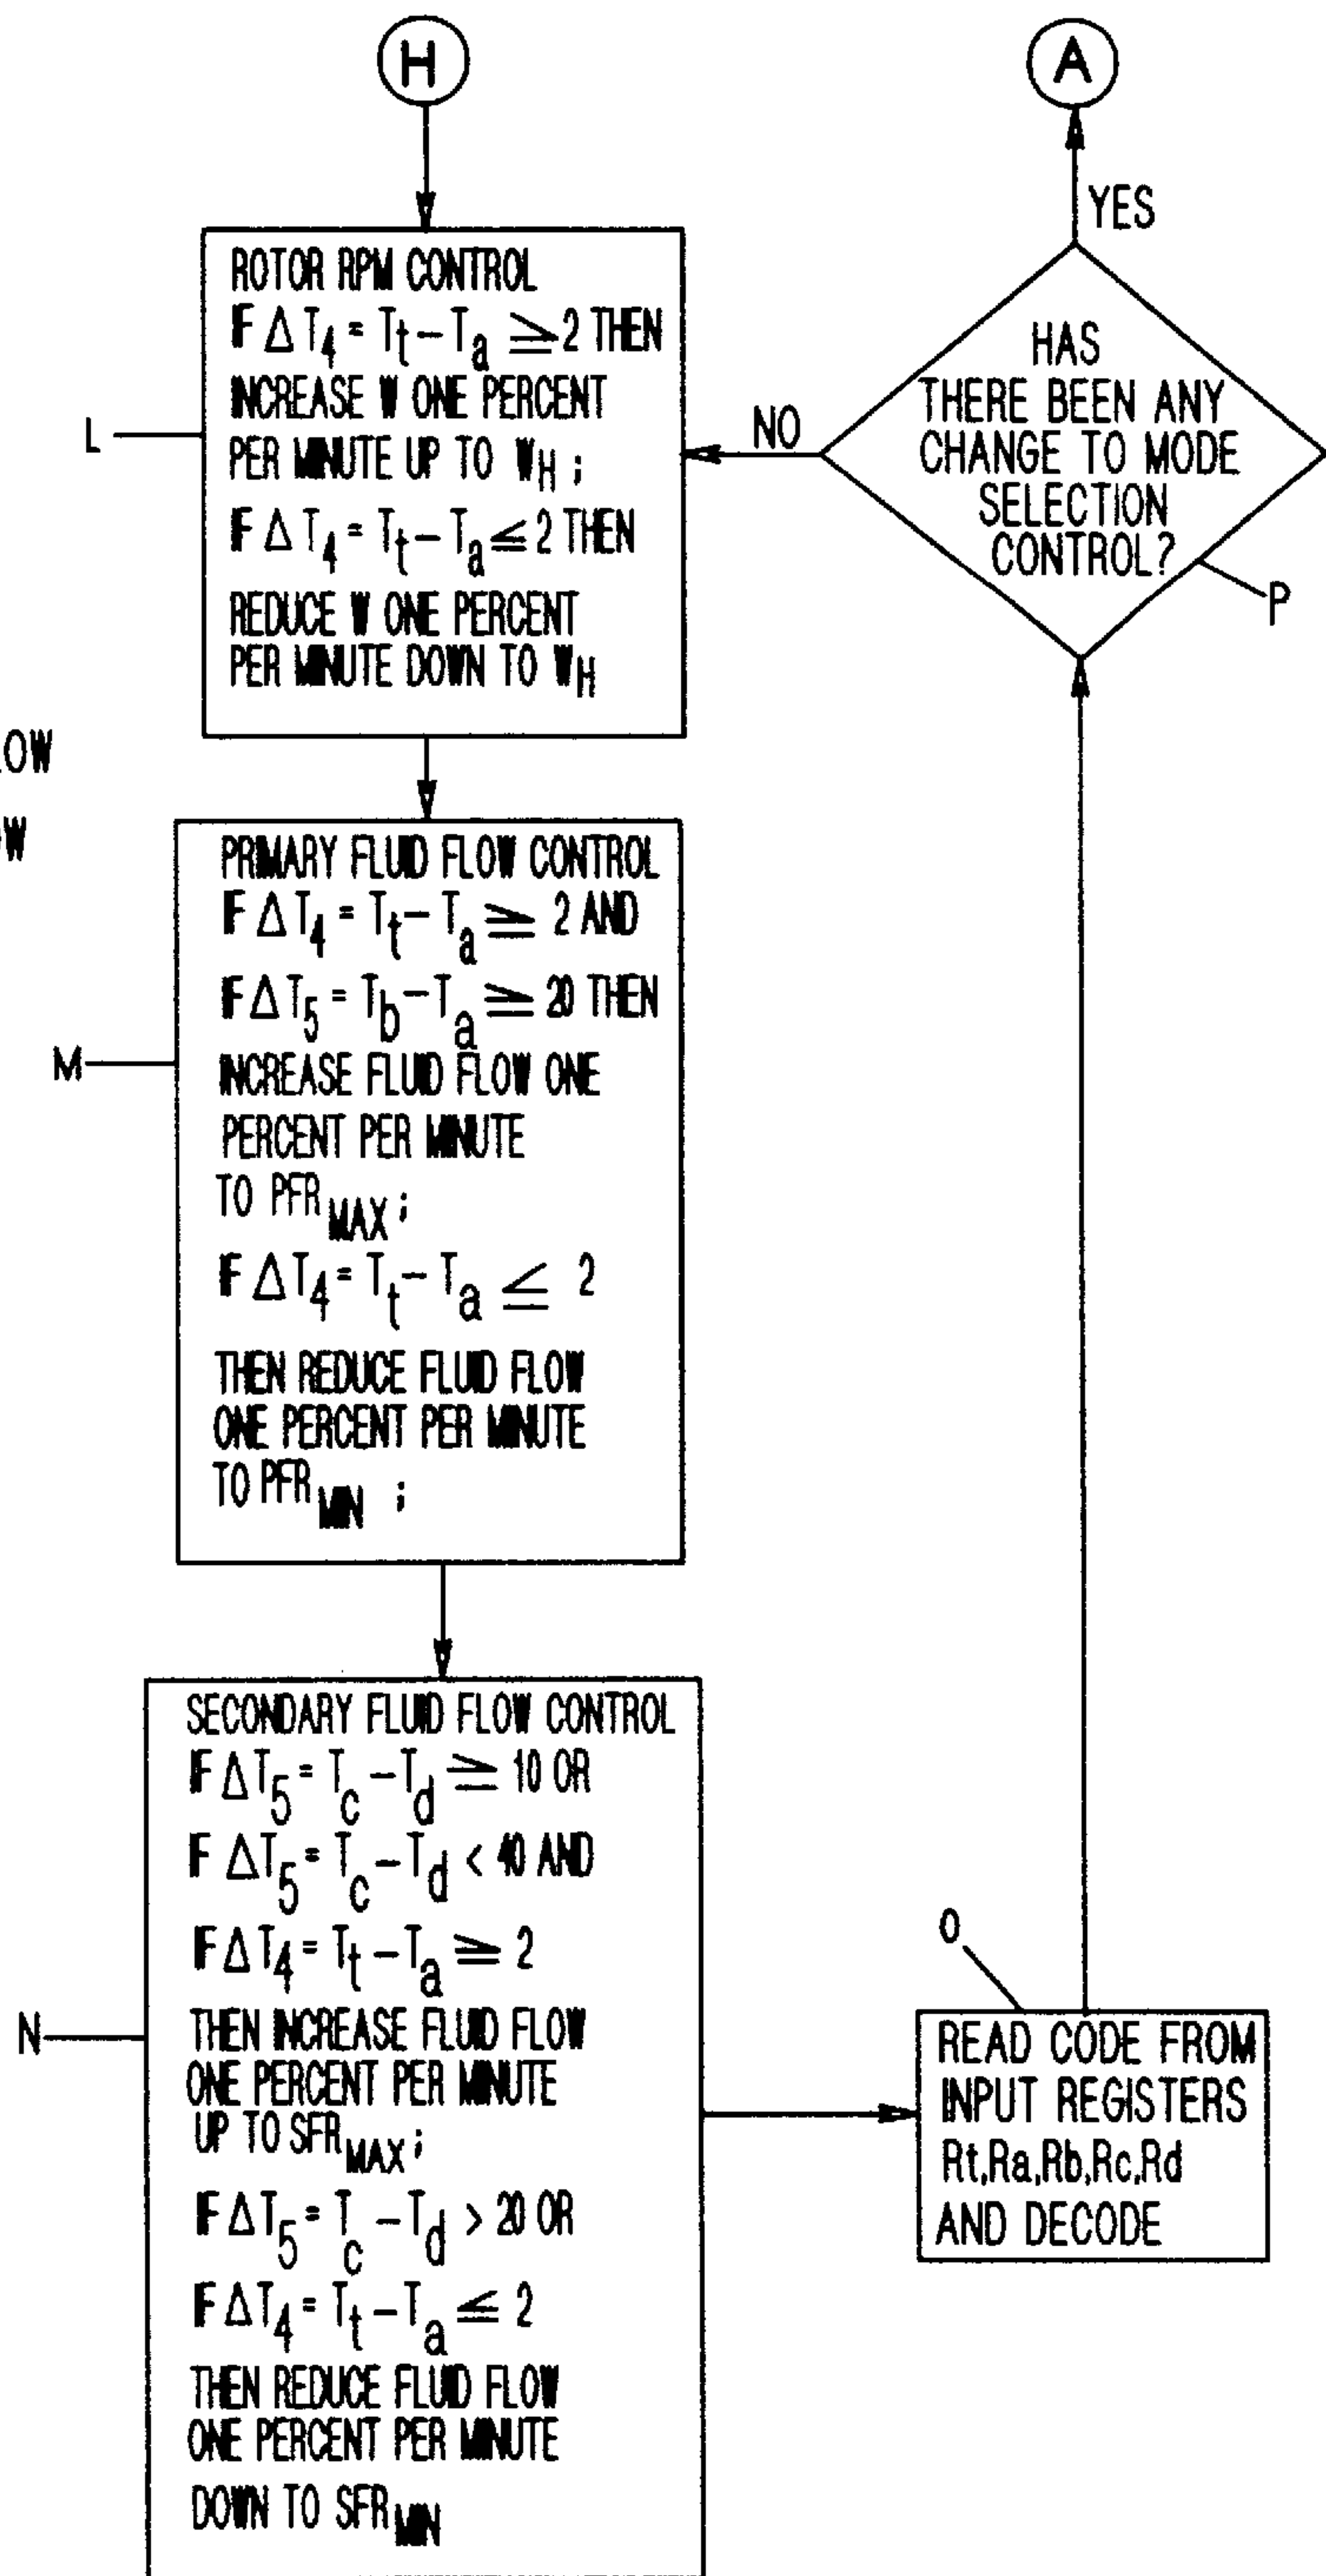 H
ROTOR RPM CONTROL
IF ΔT4 = Tt − Ta ≧ 2 THEN
INCREASE W ONE PERCENT
PER MINUTE UP TO WH ;
IF ΔT4 = Tt − Ta ≦ 2 THEN
REDUCE W ONE PERCENT
PER MINUTE DOWN TO WH
L
PRIMARY FLUID FLOW CONTROL
IF ΔT4 = Tt − Ta ≧ 2 AND
IF ΔT5 = Tb − Ta ≧ 20 THEN
INCREASE FLUID FLOW ONE
PERCENT PER MINUTE
TO PFRMAX ;
IF ΔT4 = Tt − Ta ≦ 2
THEN REDUCE FLUID FLOW
ONE PERCENT PER MINUTE
TO PFRMIN ;
M
SECONDARY FLUID FLOW CONTROL
IF ΔT5 = Tc − Td ≧ 10 OR
IF ΔT5 = Tc − Td < 40 AND
IF ΔT4 = Tt − Ta ≧ 2
THEN INCREASE FLUID FLOW
ONE PERCENT PER MINUTE
UP TO SFRMAX ;
IF ΔT5 = Tc − Td > 20 OR
IF ΔT4 = Tt − Ta ≦ 2
THEN REDUCE FLUID FLOW
ONE PERCENT PER MINUTE
DOWN TO SFRMIN
N
O
READ CODE FROM
INPUT REGISTERS
Rt,Ra,Rb,Rc,Rd
AND DECODE
HAS
THERE BEEN ANY
CHANGE TO MODE
SELECTION
CONTROL?
P
NO
YES
A